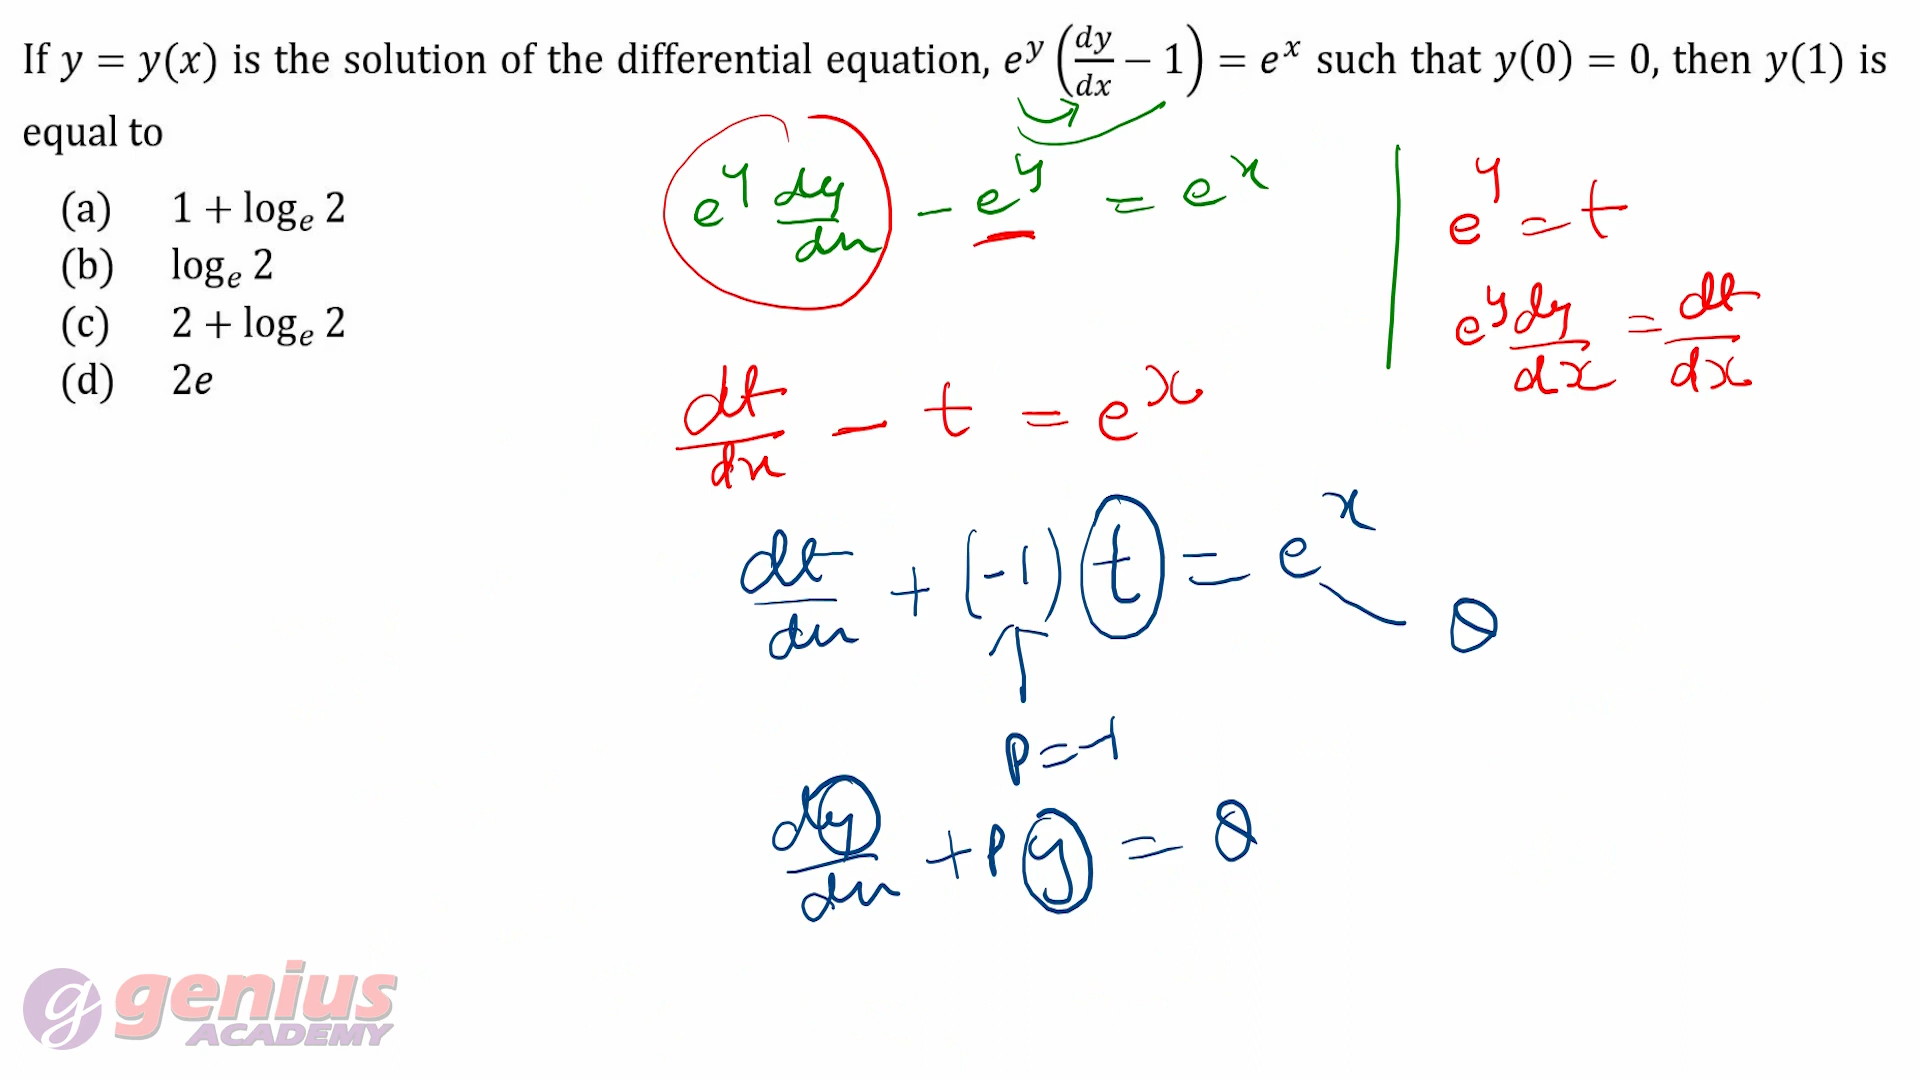 If y = y(x) is the solution of the differential equation, e^y (dy/dx − 1) = e^x such that y(0) = 0, then y(1) is
equal to
(a) 1 + log_e 2
(b) log_e 2
(c) 2 + log_e 2
(d) 2e
e^y dy/dx − e^y = e^x
e^y = t
e^y dy/dx = dt/dx
dt/dx − t = e^x
dt/dx + (-1) t = e^x
Q
P = -1
dy/dx + P y = Q
g genius
ACADEMY